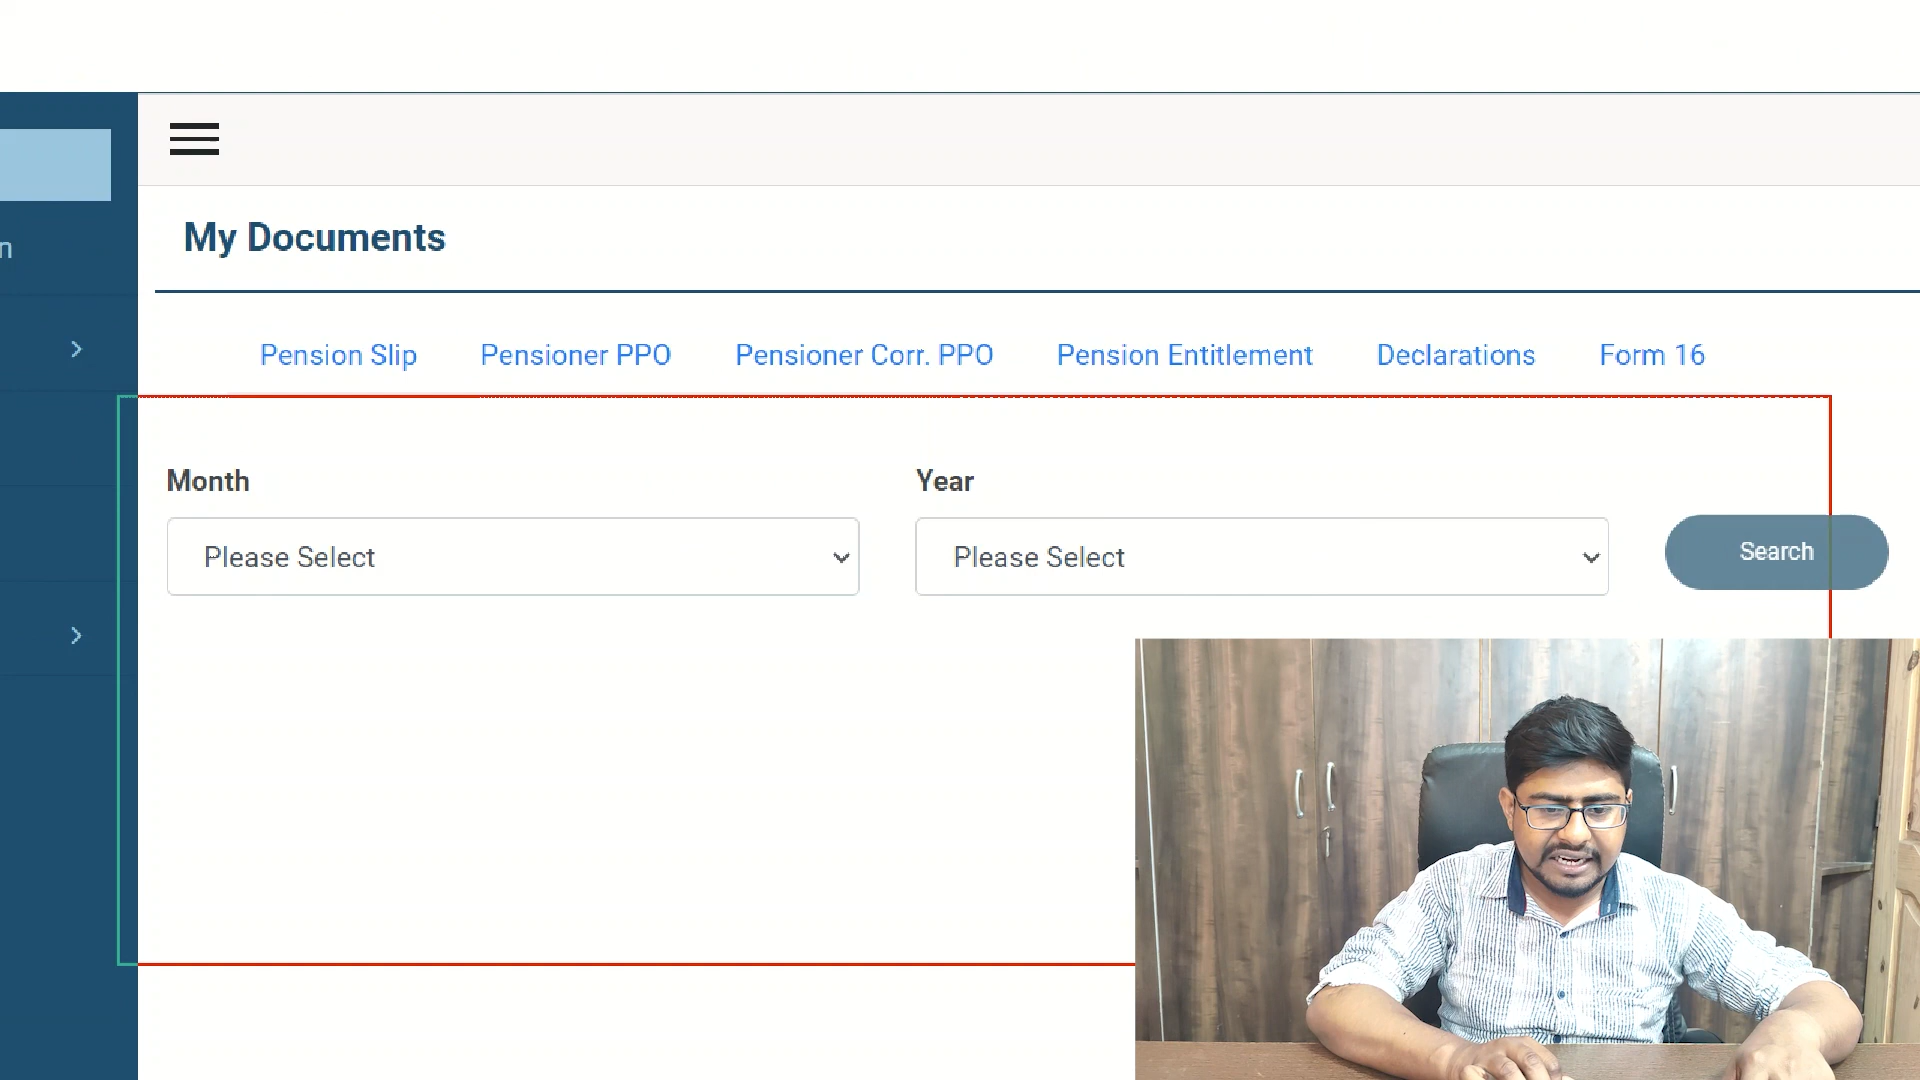 n
My Documents
Pension Slip Pensioner PPO Pensioner Corr. PPO Pension Entitlement Declarations Form 16
Month Year
Please Select Please Select Search